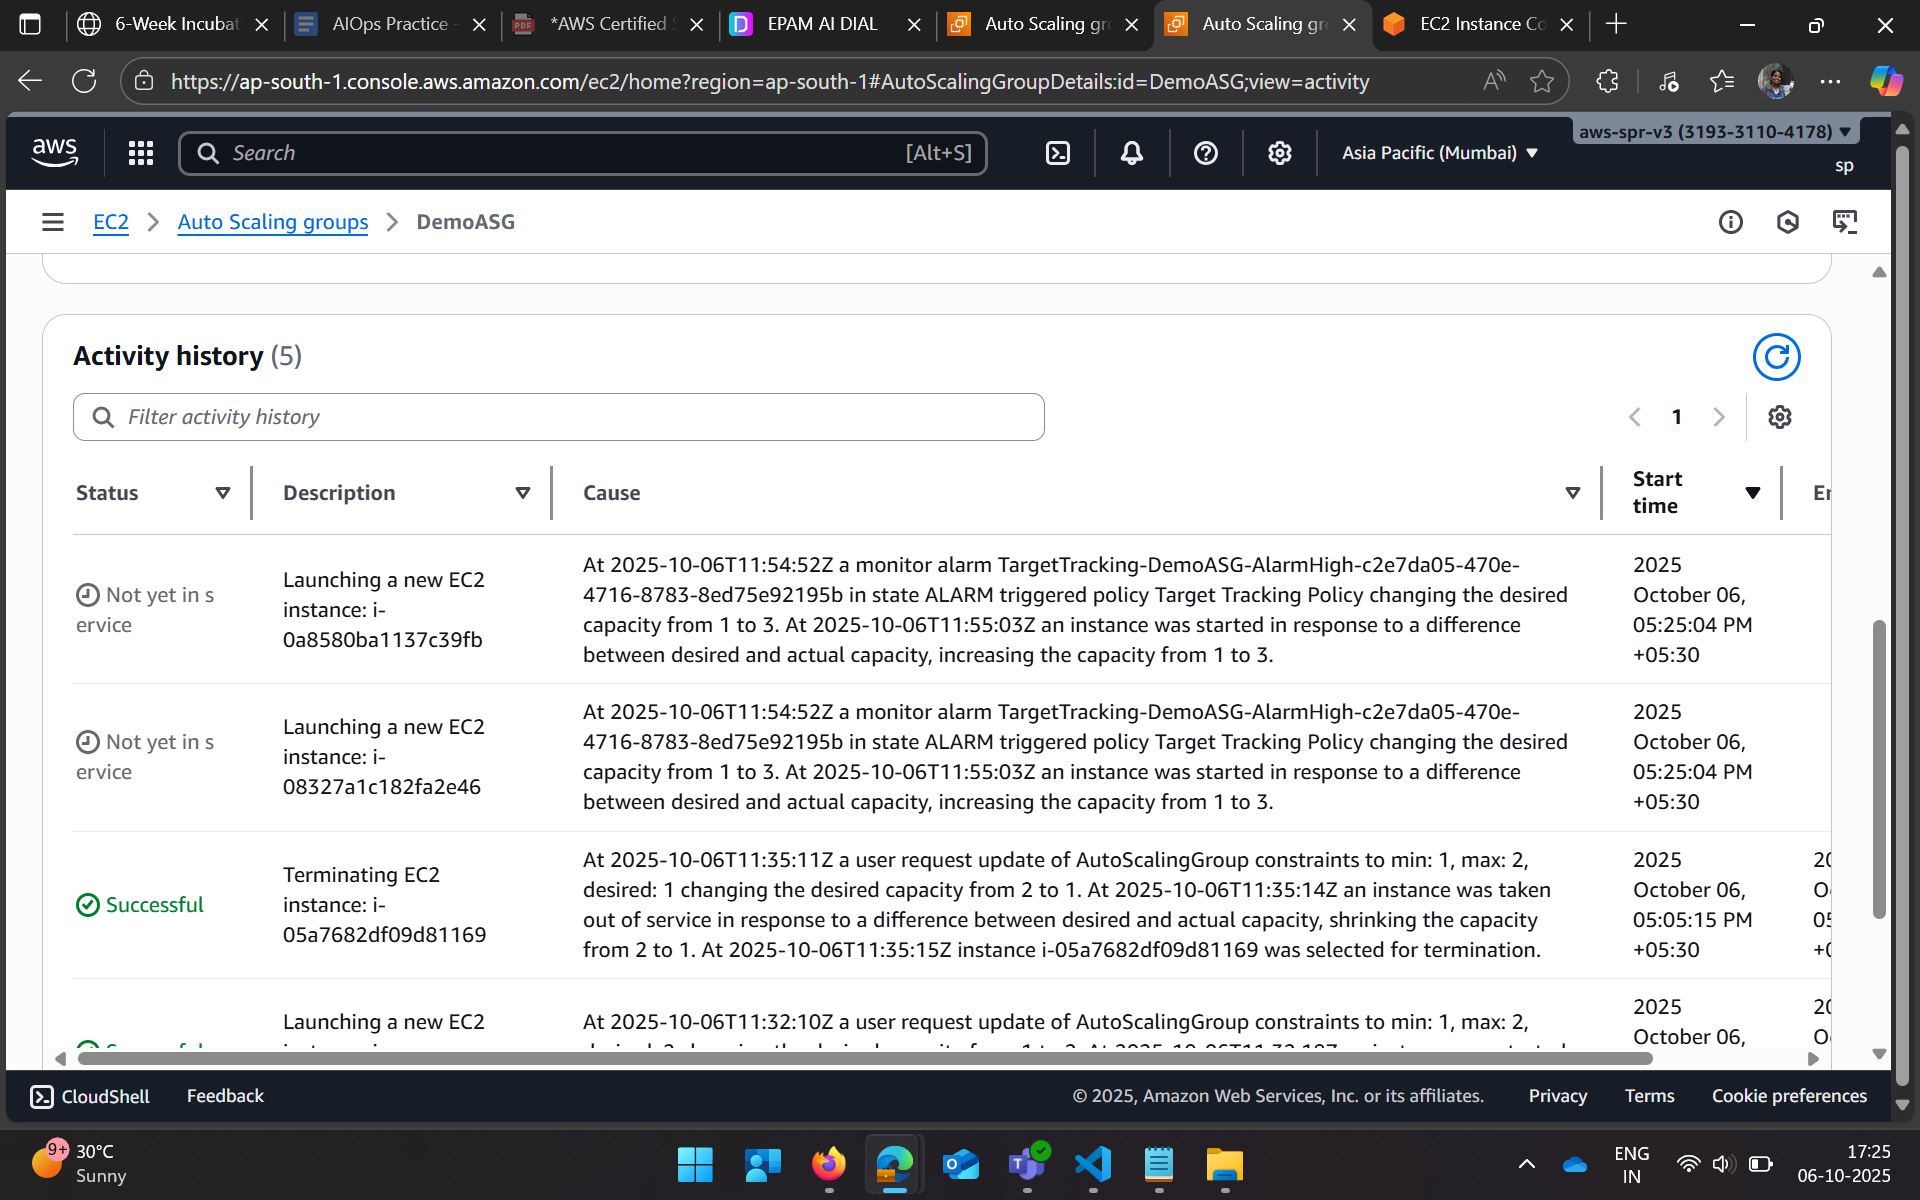 6-Week Incubat
AIOps Practice -
*AWS Certified S
EPAM AI DIAL
Auto Scaling gr
Auto Scaling gr
EC2 Instance Co
https://ap-south-1.console.aws.amazon.com/ec2/home?region=ap-south-1#AutoScalingGroupDetails:id=DemoASG;view=activity
aws
Search
[Alt+S]
Asia Pacific (Mumbai)
aws-spr-v3 (3193-3110-4178)
sp
EC2
Auto Scaling groups
DemoASG
Activity history (5)
Filter activity history
1
Status
Description
Cause
Start
time
Er
Not yet in s
ervice
Launching a new EC2
instance: i-
0a8580ba1137c39fb
At 2025-10-06T11:54:52Z a monitor alarm TargetTracking-DemoASG-AlarmHigh-c2e7da05-470e-
4716-8783-8ed75e92195b in state ALARM triggered policy Target Tracking Policy changing the desired
capacity from 1 to 3. At 2025-10-06T11:55:03Z an instance was started in response to a difference
between desired and actual capacity, increasing the capacity from 1 to 3.
2025
October 06,
05:25:04 PM
+05:30
Not yet in s
ervice
Launching a new EC2
instance: i-
08327a1c182fa2e46
At 2025-10-06T11:54:52Z a monitor alarm TargetTracking-DemoASG-AlarmHigh-c2e7da05-470e-
4716-8783-8ed75e92195b in state ALARM triggered policy Target Tracking Policy changing the desired
capacity from 1 to 3. At 2025-10-06T11:55:03Z an instance was started in response to a difference
between desired and actual capacity, increasing the capacity from 1 to 3.
2025
October 06,
05:25:04 PM
+05:30
Successful
Terminating EC2
instance: i-
05a7682df09d81169
At 2025-10-06T11:35:11Z a user request update of AutoScalingGroup constraints to min: 1, max: 2,
desired: 1 changing the desired capacity from 2 to 1. At 2025-10-06T11:35:14Z an instance was taken
out of service in response to a difference between desired and actual capacity, shrinking the capacity
from 2 to 1. At 2025-10-06T11:35:15Z instance i-05a7682df09d81169 was selected for termination.
2025
October 06,
05:05:15 PM
+05:30
Launching a new EC2
At 2025-10-06T11:32:10Z a user request update of AutoScalingGroup constraints to min: 1, max: 2,
2025
October 06,
CloudShell
Feedback
© 2025, Amazon Web Services, Inc. or its affiliates.
Privacy
Terms
Cookie preferences
9+
30°C
Sunny
ENG
IN
17:25
06-10-2025